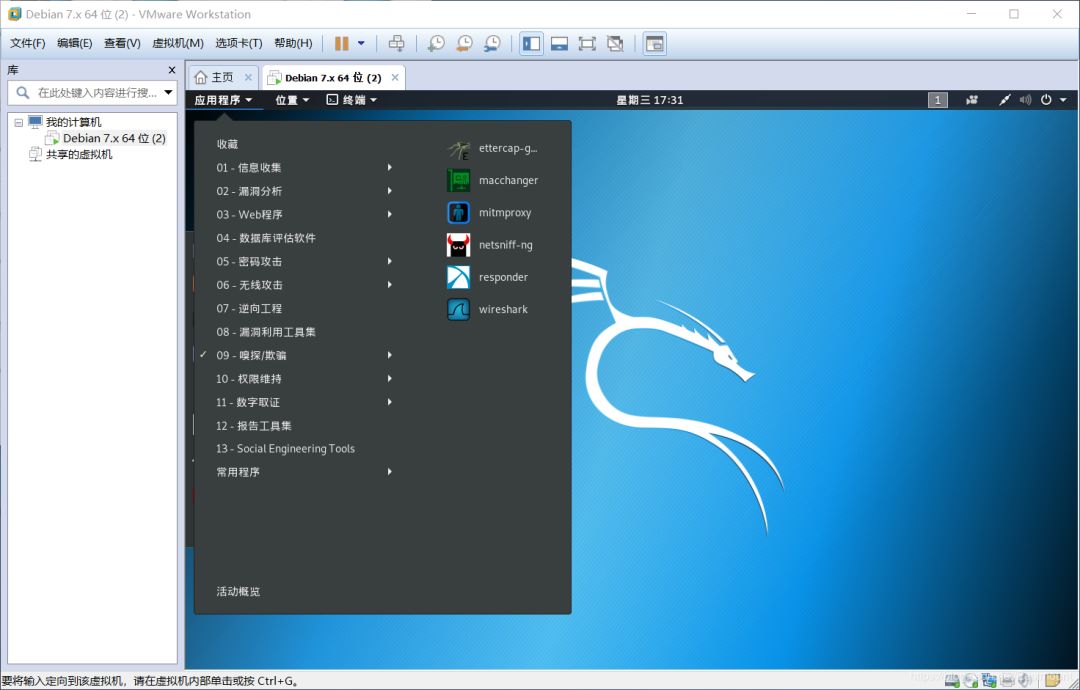 Debian 7.x 64 位 (2) - VMware Workstation
文件(F) 编辑(E) 查看(V) 虚拟机(M) 选项卡(T) 帮助(H)
库
在此处键入内容进行搜...
我的计算机
Debian 7.x 64 位 (2)
共享的虚拟机
主页 Debian 7.x 64 位 (2)
应用程序 位置 终端 星期三 17:31 1
收藏
01 - 信息收集
02 - 漏洞分析
03 - Web程序
04 - 数据库评估软件
05 - 密码攻击
06 - 无线攻击
07 - 逆向工程
08 - 漏洞利用工具集
✓ 09 - 嗅探/欺骗
10 - 权限维持
11 - 数字取证
12 - 报告工具集
13 - Social Engineering Tools
常用程序
活动概览
ettercap-g...
macchanger
mitmproxy
netsniff-ng
responder
wireshark
要将输入定向到该虚拟机，请在虚拟机内部单击或按 Ctrl+G。